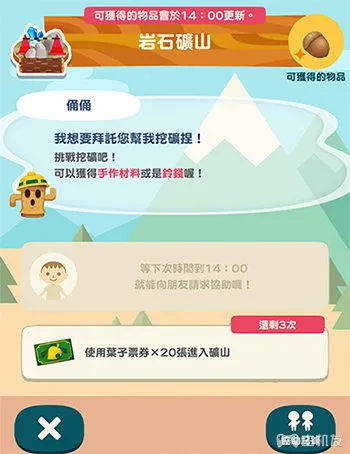 可獲得的物品會於14：00更新。
岩石礦山
可獲得的物品
俑俑
我想要拜託您幫我挖礦捏！
挑戰挖礦吧！
可以獲得手作材料或是鈴錢喔！
等下次時間到14：00
就能向朋友請求協助囉！
還剩3次
使用葉子票券×20張進入礦山